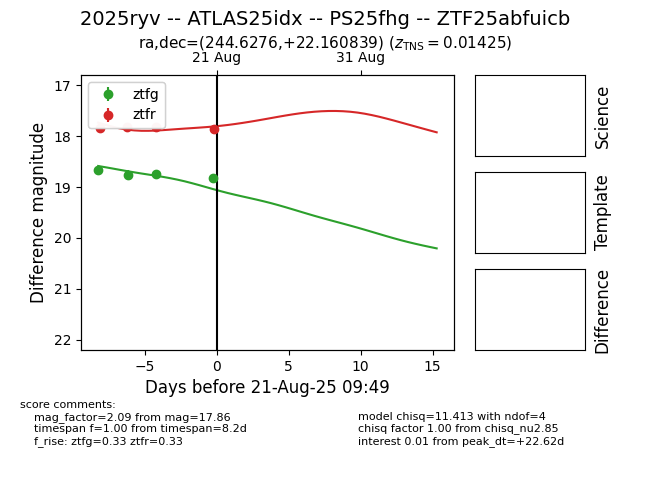 2025ryv -- ATLAS25idx -- PS25fhg -- ZTF25abfuicb
ra,dec=(244.6276,+22.160839) (z_TNS = 0.01425)
21 Aug 31 Aug
ztfg
ztfr
17
18
19
20
21
22
Difference magnitude
−5 0 5 10 15
Days before 21-Aug-25 09:49
Science
Template
Difference
score comments:
mag_factor=2.09 from mag=17.86
timespan f=1.00 from timespan=8.2d
f_rise: ztfg=0.33 ztfr=0.33
model chisq=11.413 with ndof=4
chisq factor 1.00 from chisq_nu2.85
interest 0.01 from peak_dt=+22.62d